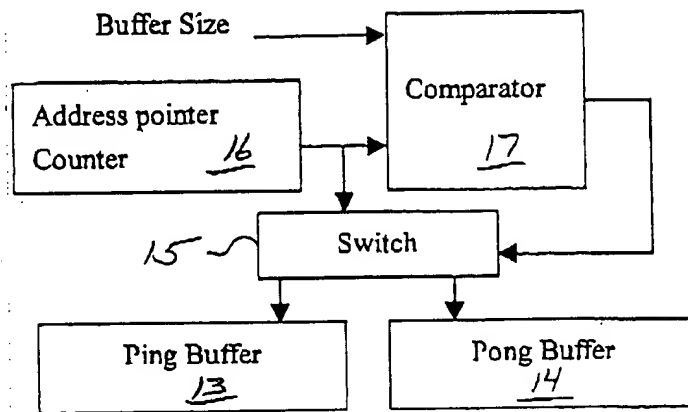 Buffer Size
Address pointer
Counter 16
Comparator
17
15
Switch
Ping Buffer
13
Pong Buffer
14